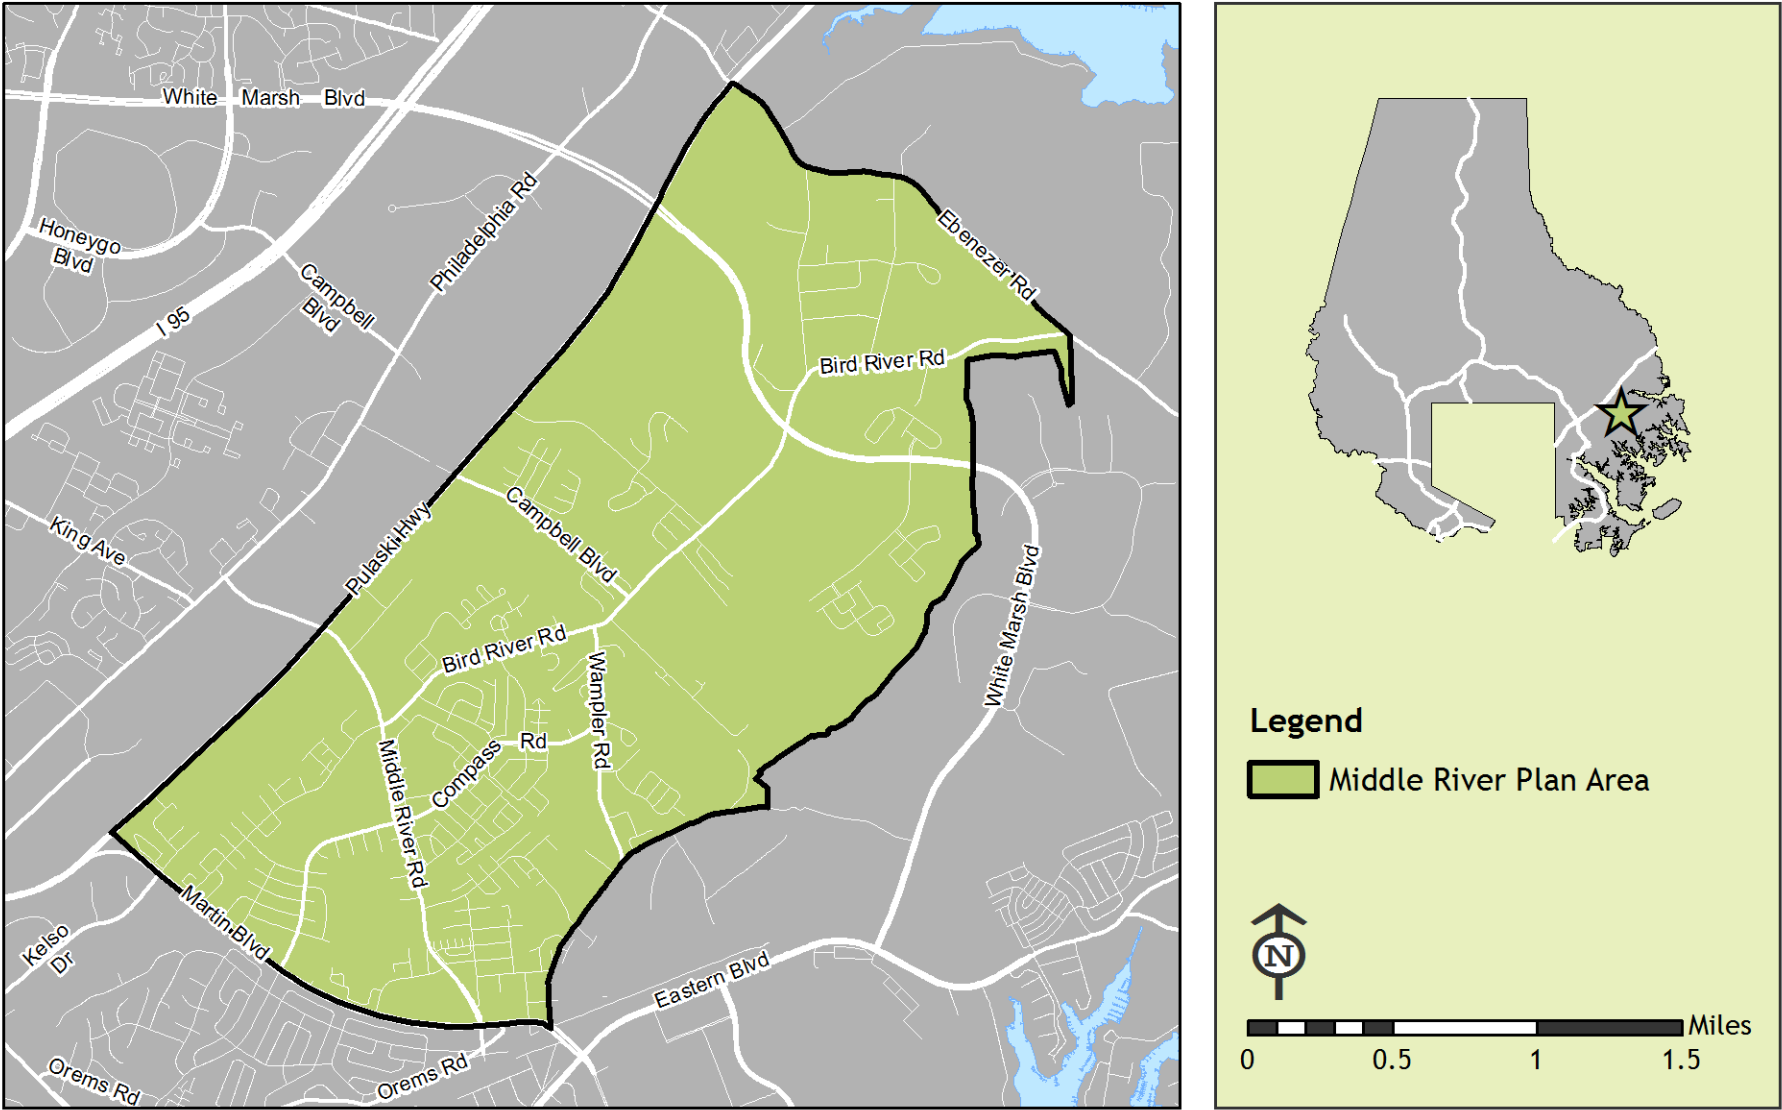 White Marsh Blvd
Honeygo
Blvd
Campbell
Blvd
Philadelphia Rd
I 95
Ebenezer Rd
Bird River Rd
King Ave
Pulaski Hwy
Campbell Blvd
White Marsh Blvd
Bird River Rd
Wampler Rd
Middle River Rd
Compass Rd
Martin Blvd
Kelso
Dr
Eastern Blvd
Orems Rd
Orems Rd
Legend
Middle River Plan Area
N
Miles
0 0.5 1 1.5